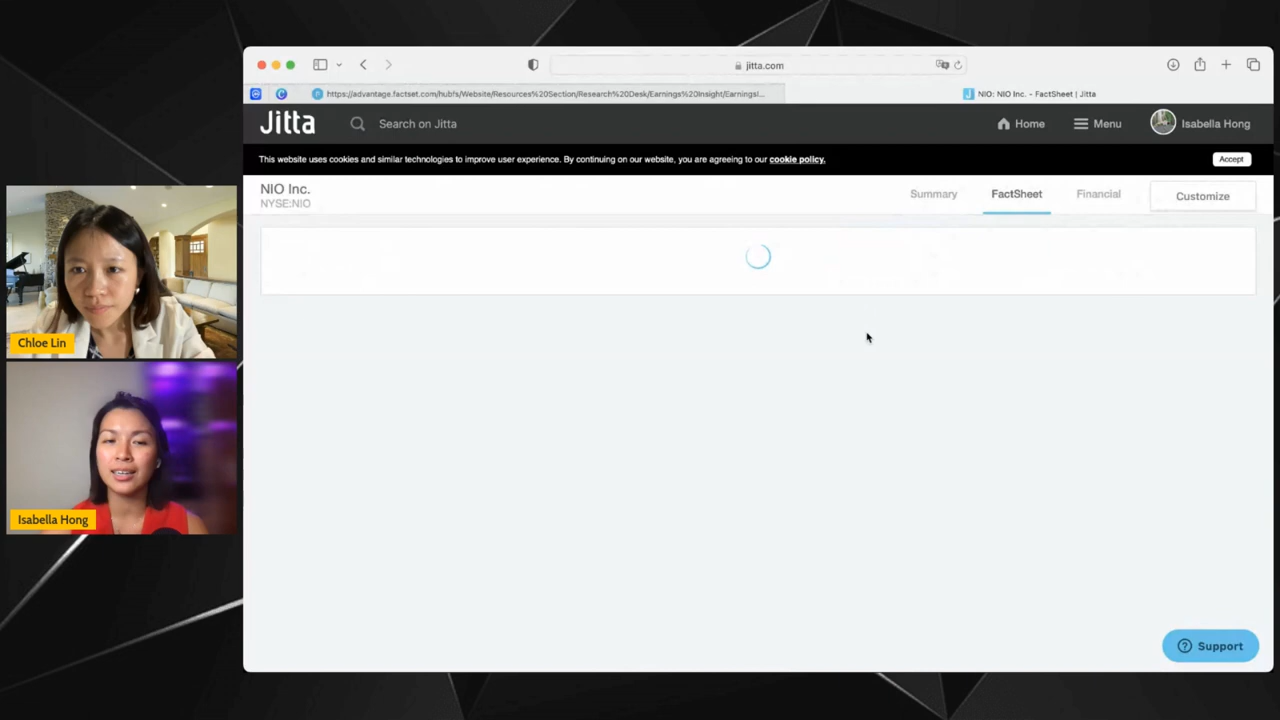 jitta.com
https://advantage.factset.com/hubfs/Website/Resources%20Section/Research%20Desk/Earnings%20Insight/EarningsI...
NIO: NIO Inc. - FactSheet | Jitta
Jitta
Search on Jitta
Home
Menu
Isabella Hong
This website uses cookies and similar technologies to improve user experience. By continuing on our website, you are agreeing to our cookie policy.
Accept
NIO Inc.
NYSE:NIO
Summary
FactSheet
Financial
Customize
Chloe Lin
Isabella Hong
Support